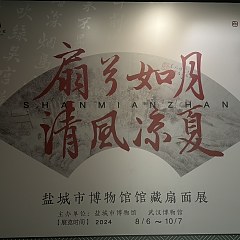 扇兮如月
SHANMIANZHAN
清風凉夏
盐城市博物馆馆藏扇面展
主办单位：盐城市博物馆 武汉博物馆
【展览时间】 2024 8/6 ~ 10/7